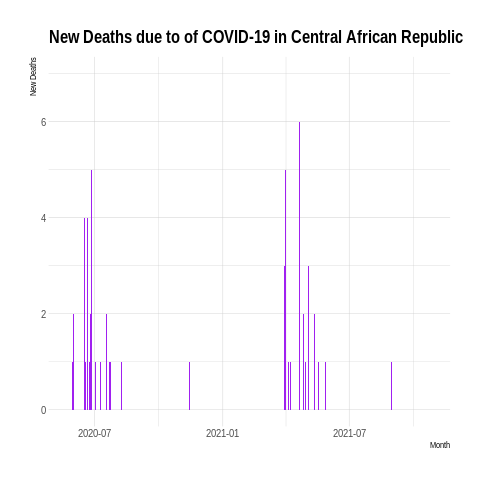 New Deaths due to of COVID-19 in Central African Republic
New Deaths
6
4
2
0
2020-07 2021-01 2021-07
Month